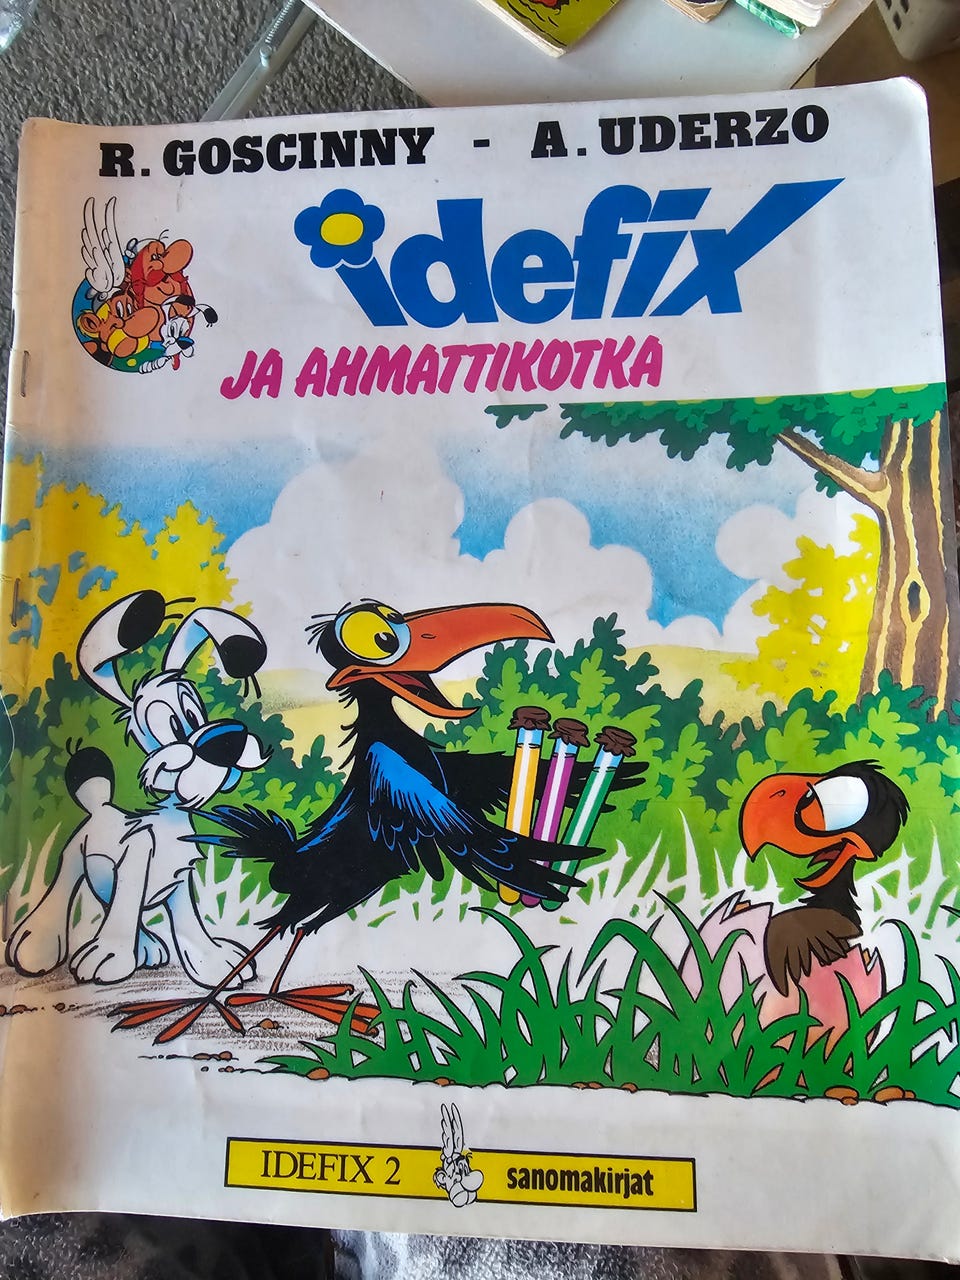 R. GOSCINNY - A. UDERZO
idefix
JA AHMATTIKOTKA
IDEFIX 2 sanomakirjat